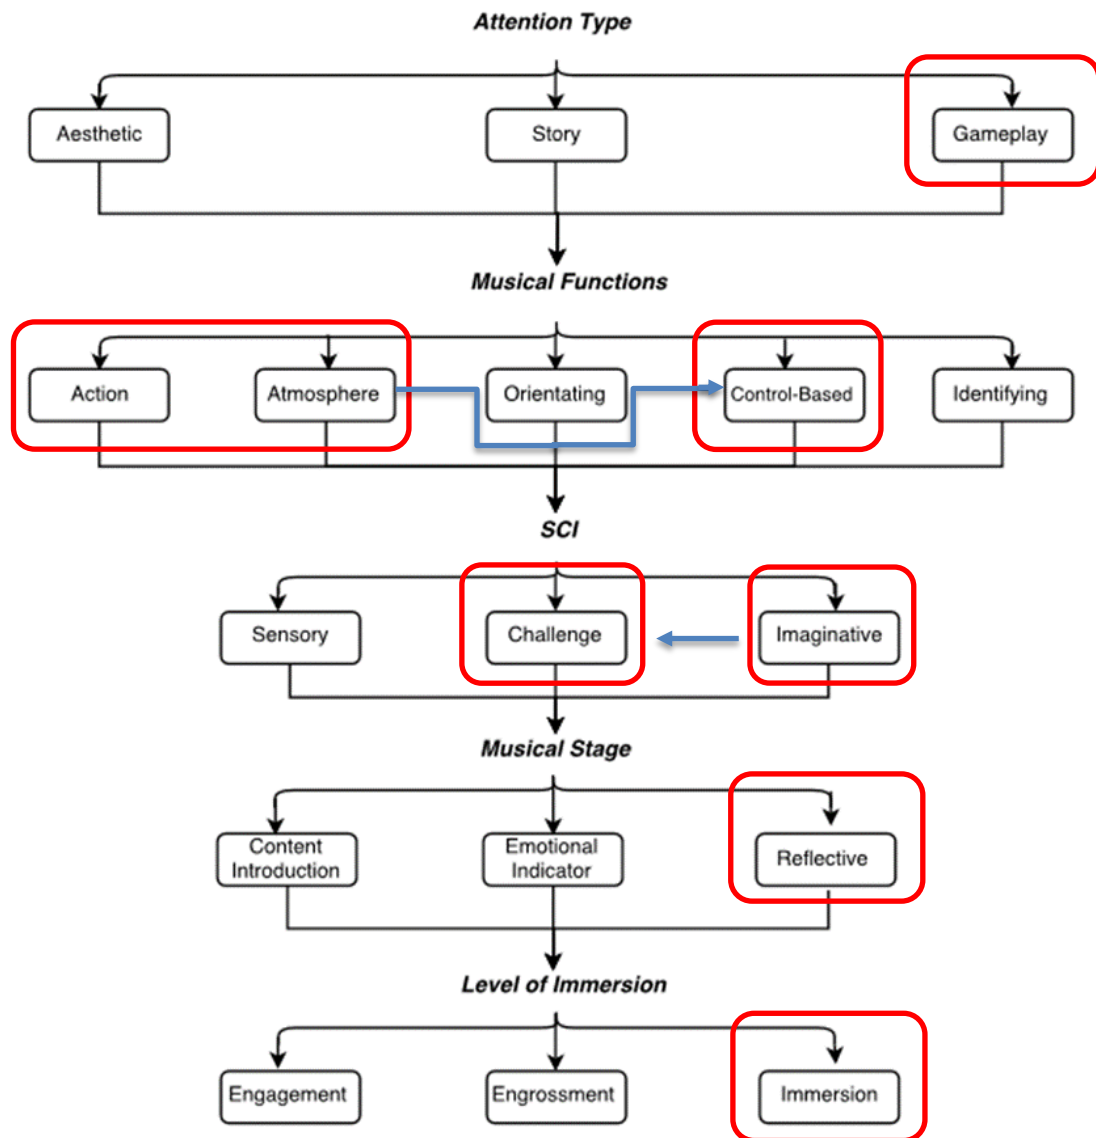 Attention Type
Aesthetic
Story
Gameplay
Musical Functions
Action
Atmosphere
Orientating
Control-Based
Identifying
SCI
Sensory
Challenge
Imaginative
Musical Stage
Content
Introduction
Emotional
Indicator
Reflective
Level of Immersion
Engagement
Engrossment
Immersion